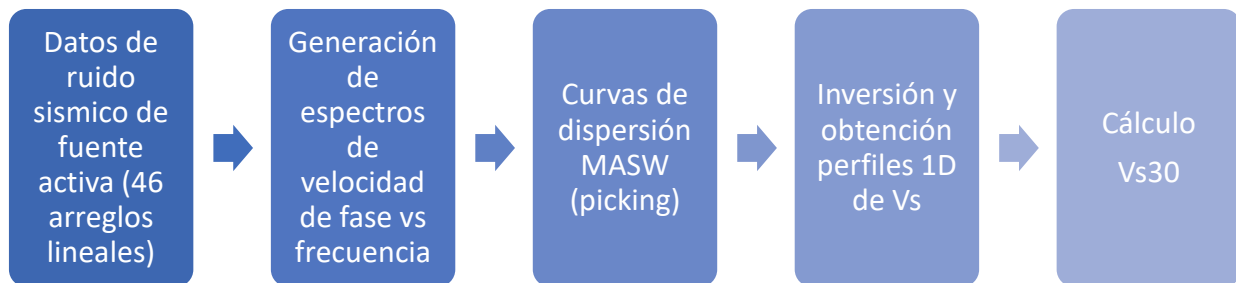 Datos de
ruido
sismico de
fuente
activa (46
arreglos
lineales)
Generación
de
espectros
de
velocidad
de fase vs
frecuencia
Curvas de
dispersión
MASW
(picking)
Inversión y
obtención
perfiles 1D
de Vs
Cálculo
Vs30